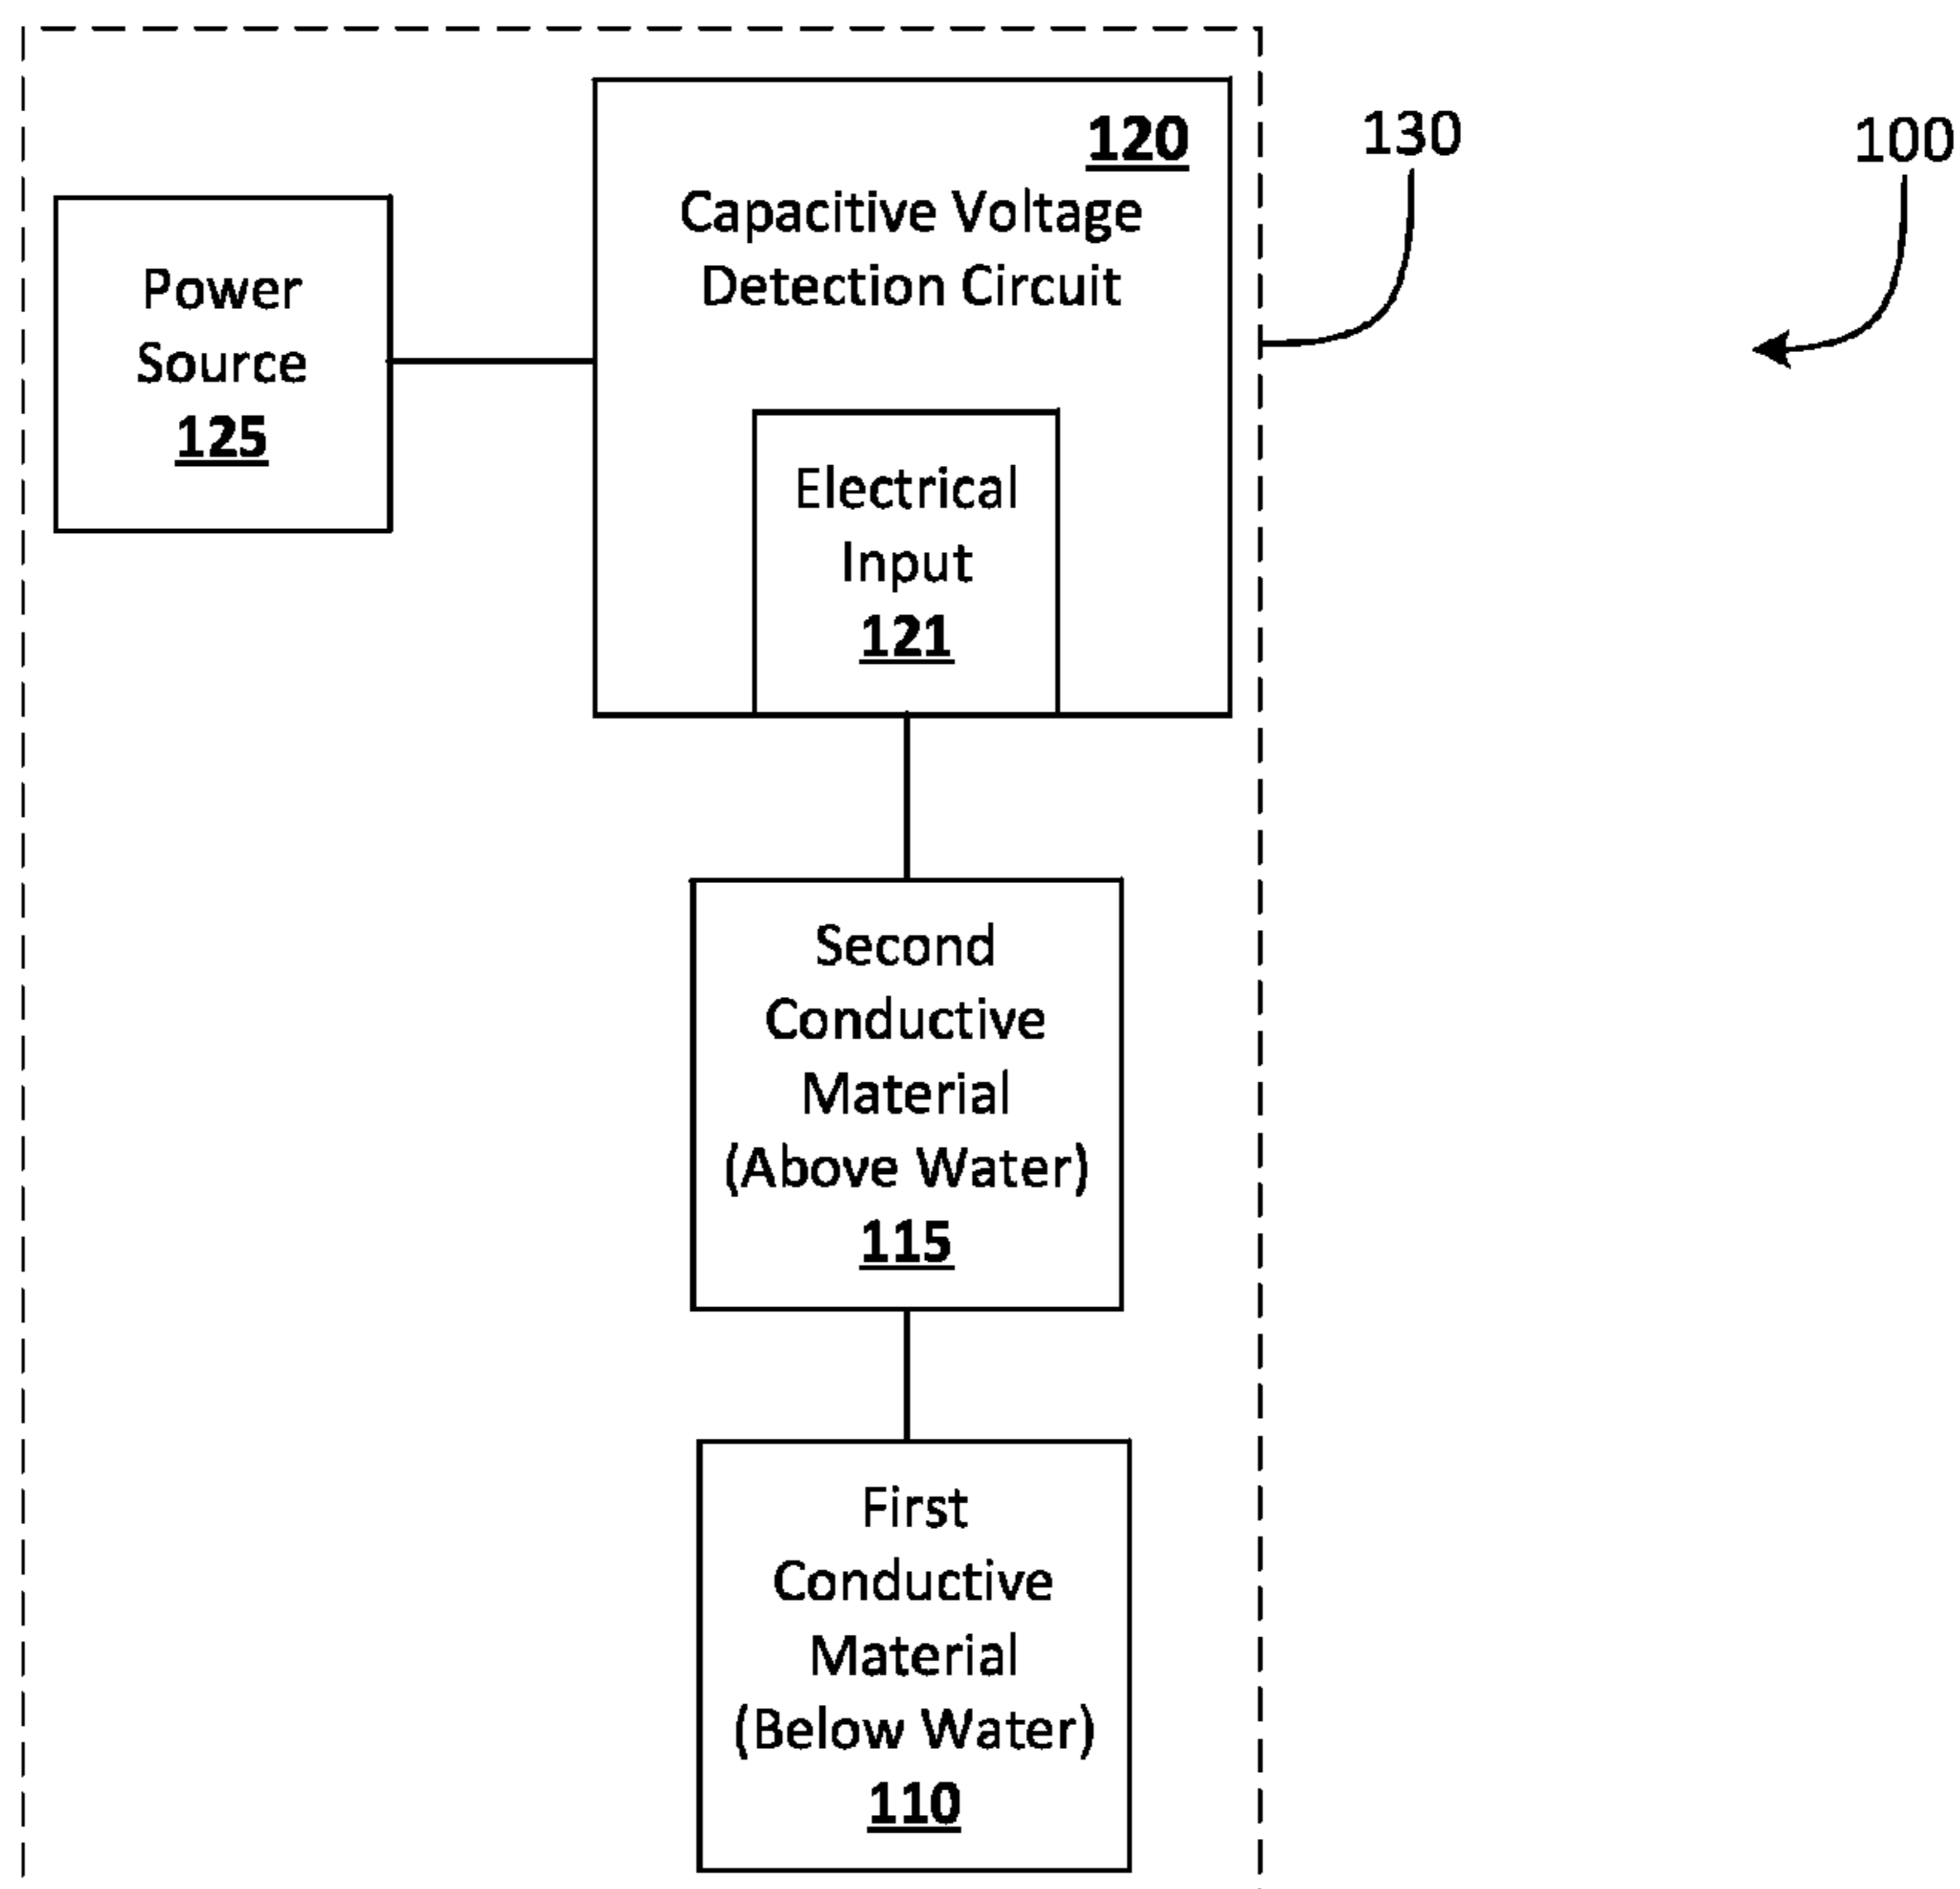 120
Capacitive Voltage
Detection Circuit
130
100
Power
Source
125
Electrical
Input
121
Second
Conductive
Material
(Above Water)
115
First
Conductive
Material
(Below Water)
110